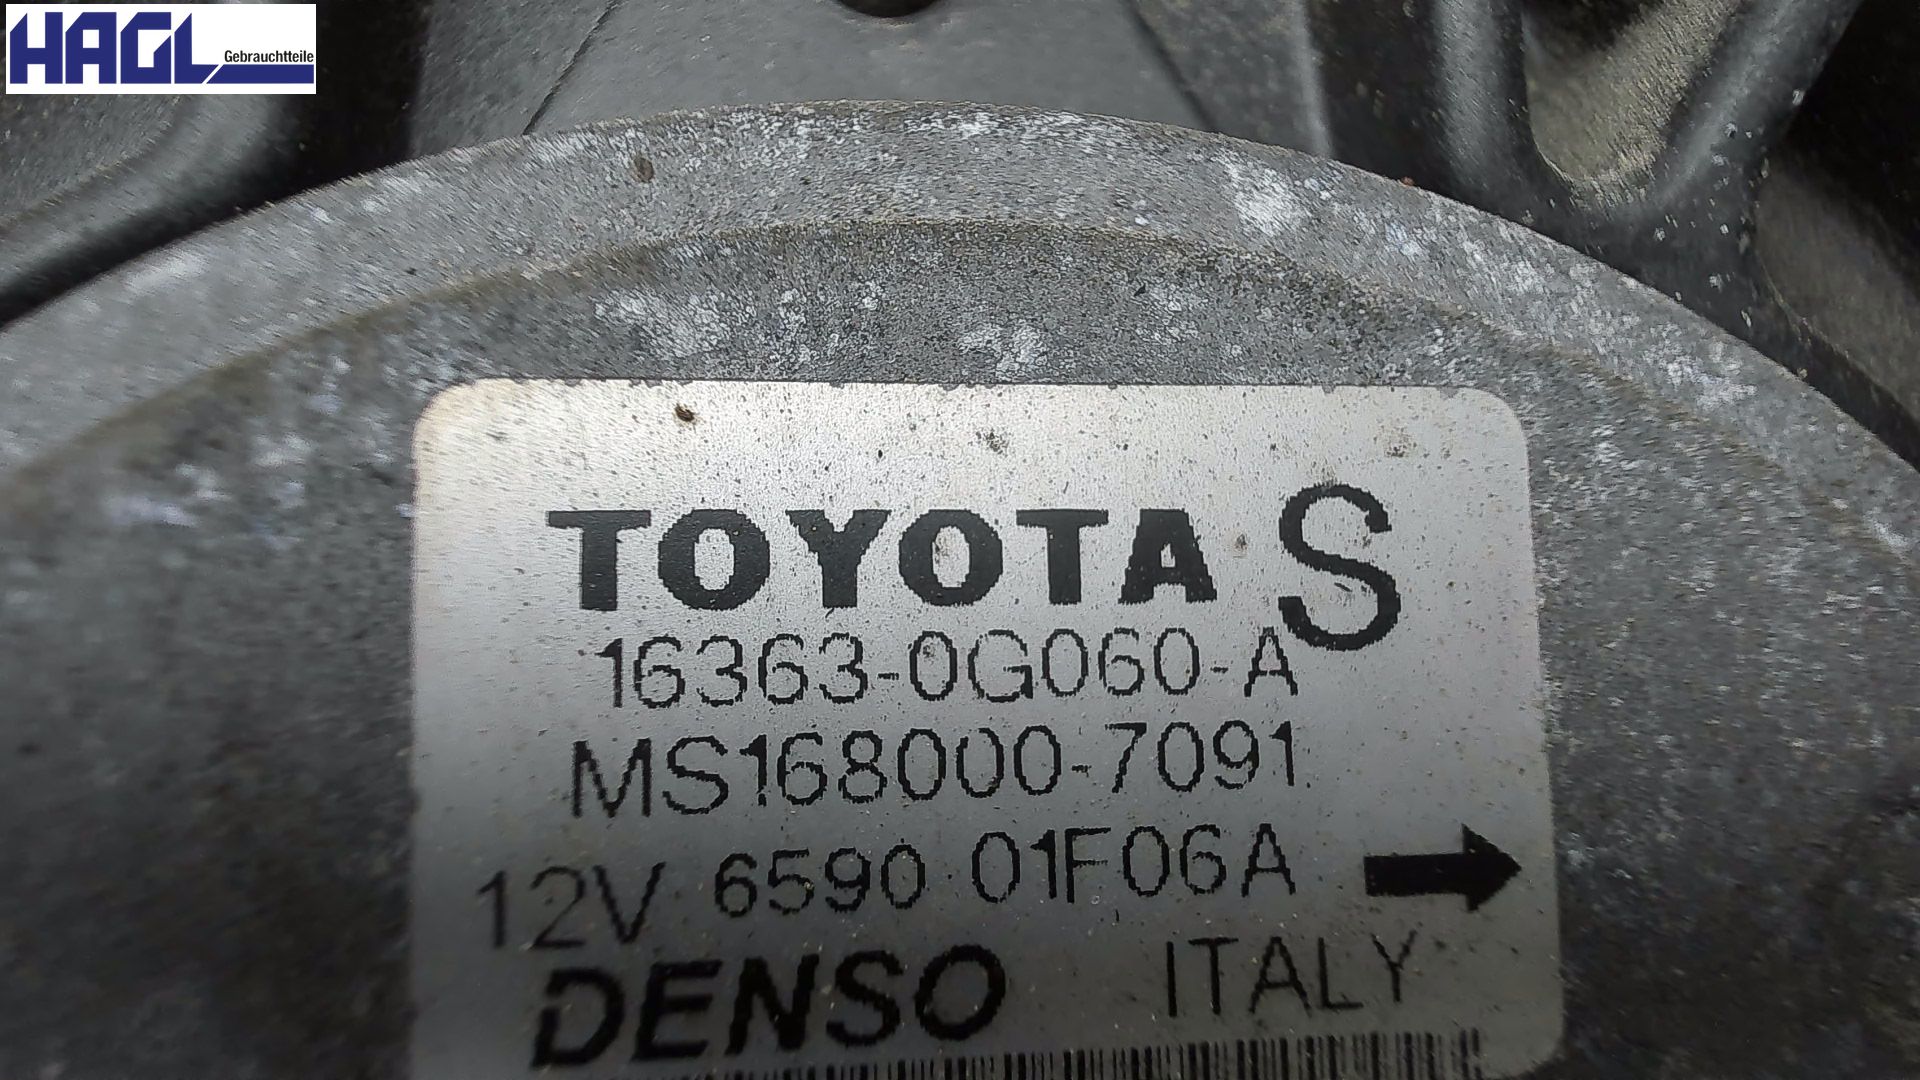 HAGL
Gebrauchtteile
TOYOTA S
16363-0G060-A
MS168000-7091
12V 6590 01F06A
DENSO ITALY